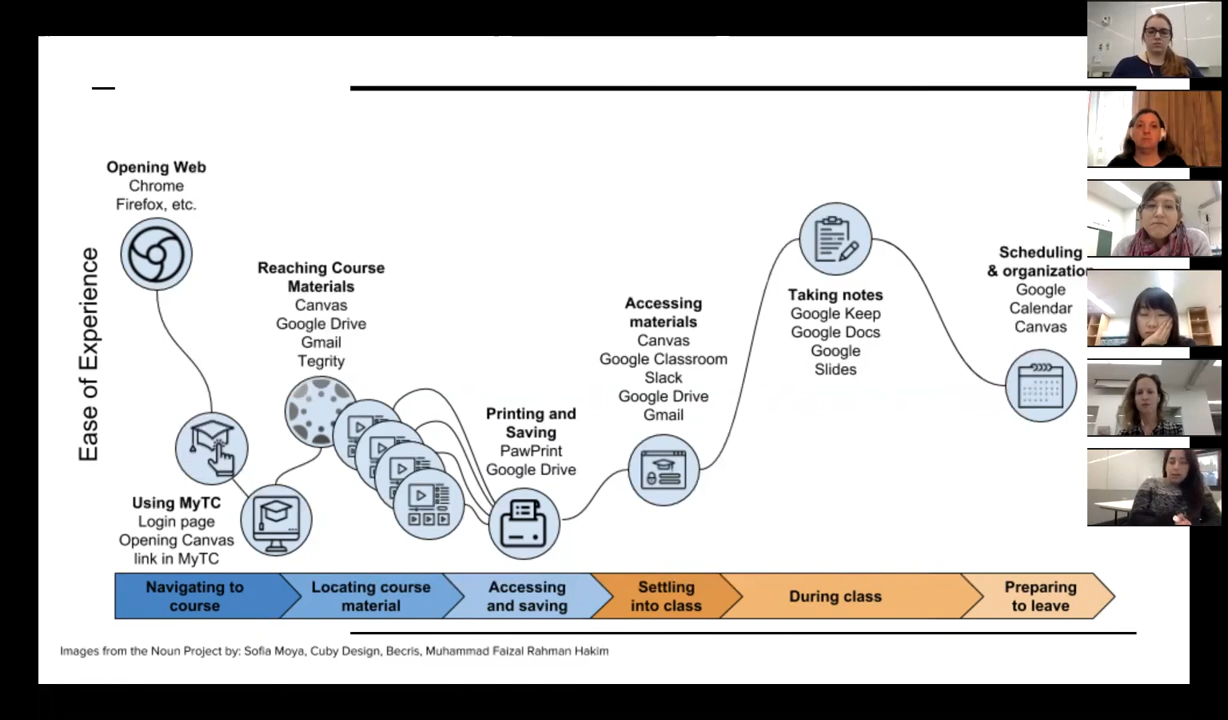 Ease of Experience
Opening Web
Chrome
Firefox, etc.
Using MyTC
Login page
Opening Canvas
link in MyTC
Reaching Course
Materials
Canvas
Google Drive
Gmail
Tegrity
Printing and
Saving
PawPrint
Google Drive
Accessing
materials
Canvas
Google Classroom
Slack
Google Drive
Gmail
Taking notes
Google Keep
Google Docs
Google
Slides
Scheduling
& organization
Google
Calendar
Canvas
Navigating to
course
Locating course
material
Accessing
and saving
Settling
into class
During class
Preparing
to leave
Images from the Noun Project by: Sofia Moya, Cuby Design, Becris, Muhammad Faizal Rahman Hakim